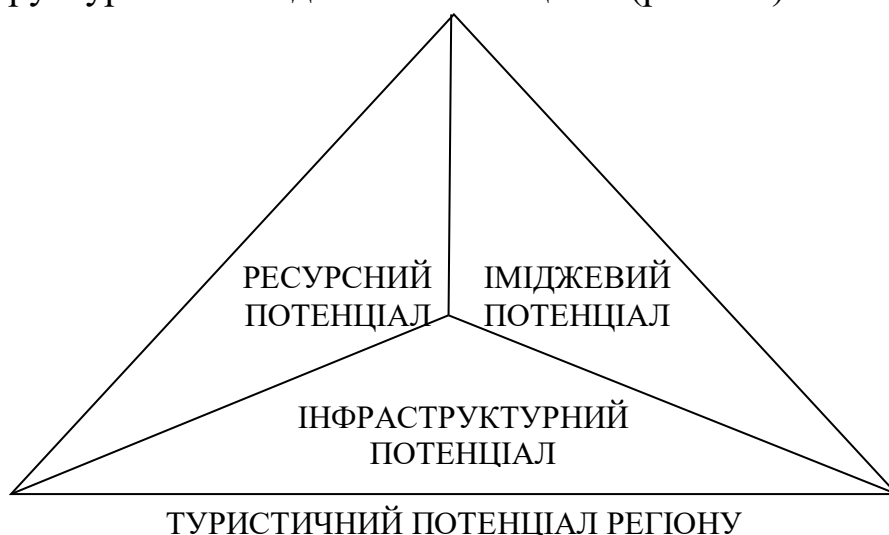 РЕСУРСНИЙ
ПОТЕНЦІАЛ
ІМІДЖЕВИЙ
ПОТЕНЦІАЛ
ІНФРАСТРУКТУРНИЙ
ПОТЕНЦІАЛ
ТУРИСТИЧНИЙ ПОТЕНЦІАЛ РЕГІОНУ